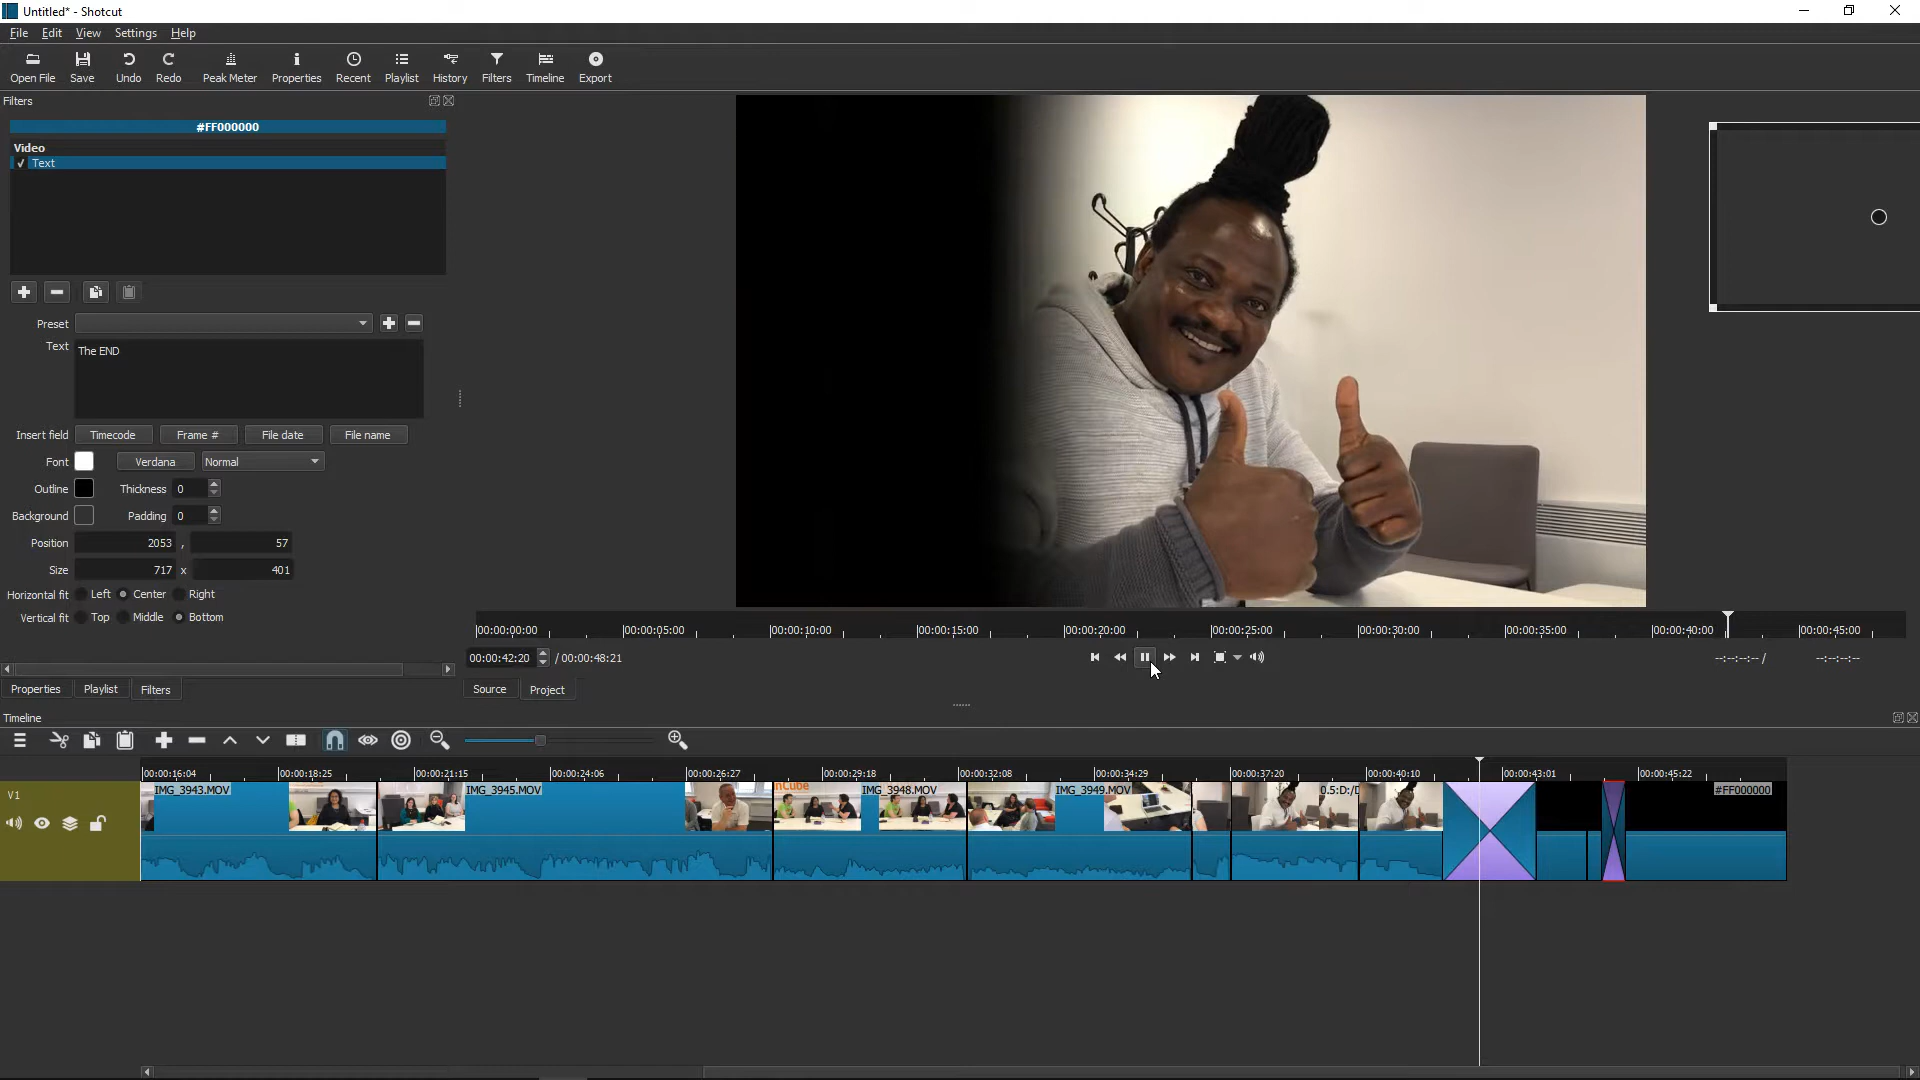 Untitled* - Shotcut
File Edit View Settings Help
Open File Save Undo Redo Peak Meter Properties Recent Playlist History Filters Timeline Export
Filters
#FF000000
Video
✓ Text
Preset
Text
The END
Insert field Timecode Frame # File date File name
Font Verdana Normal
Outline Thickness 0
Background Padding 0
Position 2053 , 57
Size 717 x 401
Horizontal fit Left Center Right
Vertical fit Top Middle Bottom
Properties Playlist Filters
00:00:00:00 00:00:05:00 00:00:10:00 00:00:15:00 00:00:20:00 00:00:25:00 00:00:30:00 00:00:35:00 00:00:40:00 00:00:45:00
00:00:42:20 / 00:00:48:21
--:--:--:-- / --:--:--:--
Source Project
Timeline
00:00:16:04 00:00:18:25 00:00:21:15 00:00:24:06 00:00:26:27 00:00:29:18 00:00:32:08 00:00:34:29 00:00:37:20 00:00:40:10 00:00:43:01 00:00:45:22
V1
IMG_3943.MOV IMG_3945.MOV IMG_3948.MOV IMG_3949.MOV 0.5:D:/D #FF000000